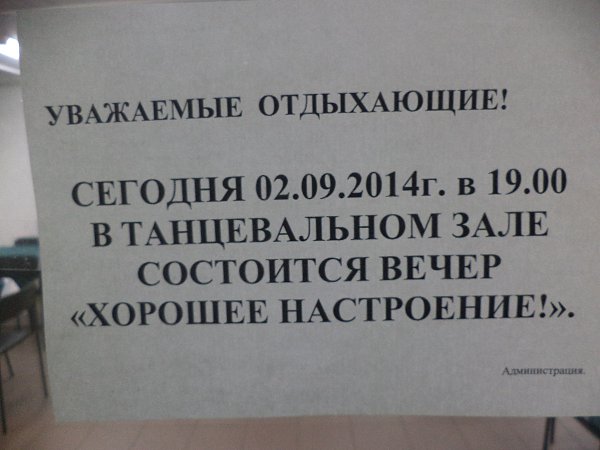 УВАЖАЕМЫЕ ОТДЫХАЮЩИЕ!
СЕГОДНЯ 02.09.2014г. в 19.00
В ТАНЦЕВАЛЬНОМ ЗАЛЕ
СОСТОИТСЯ ВЕЧЕР
«ХОРОШЕЕ НАСТРОЕНИЕ!».
Администрация.